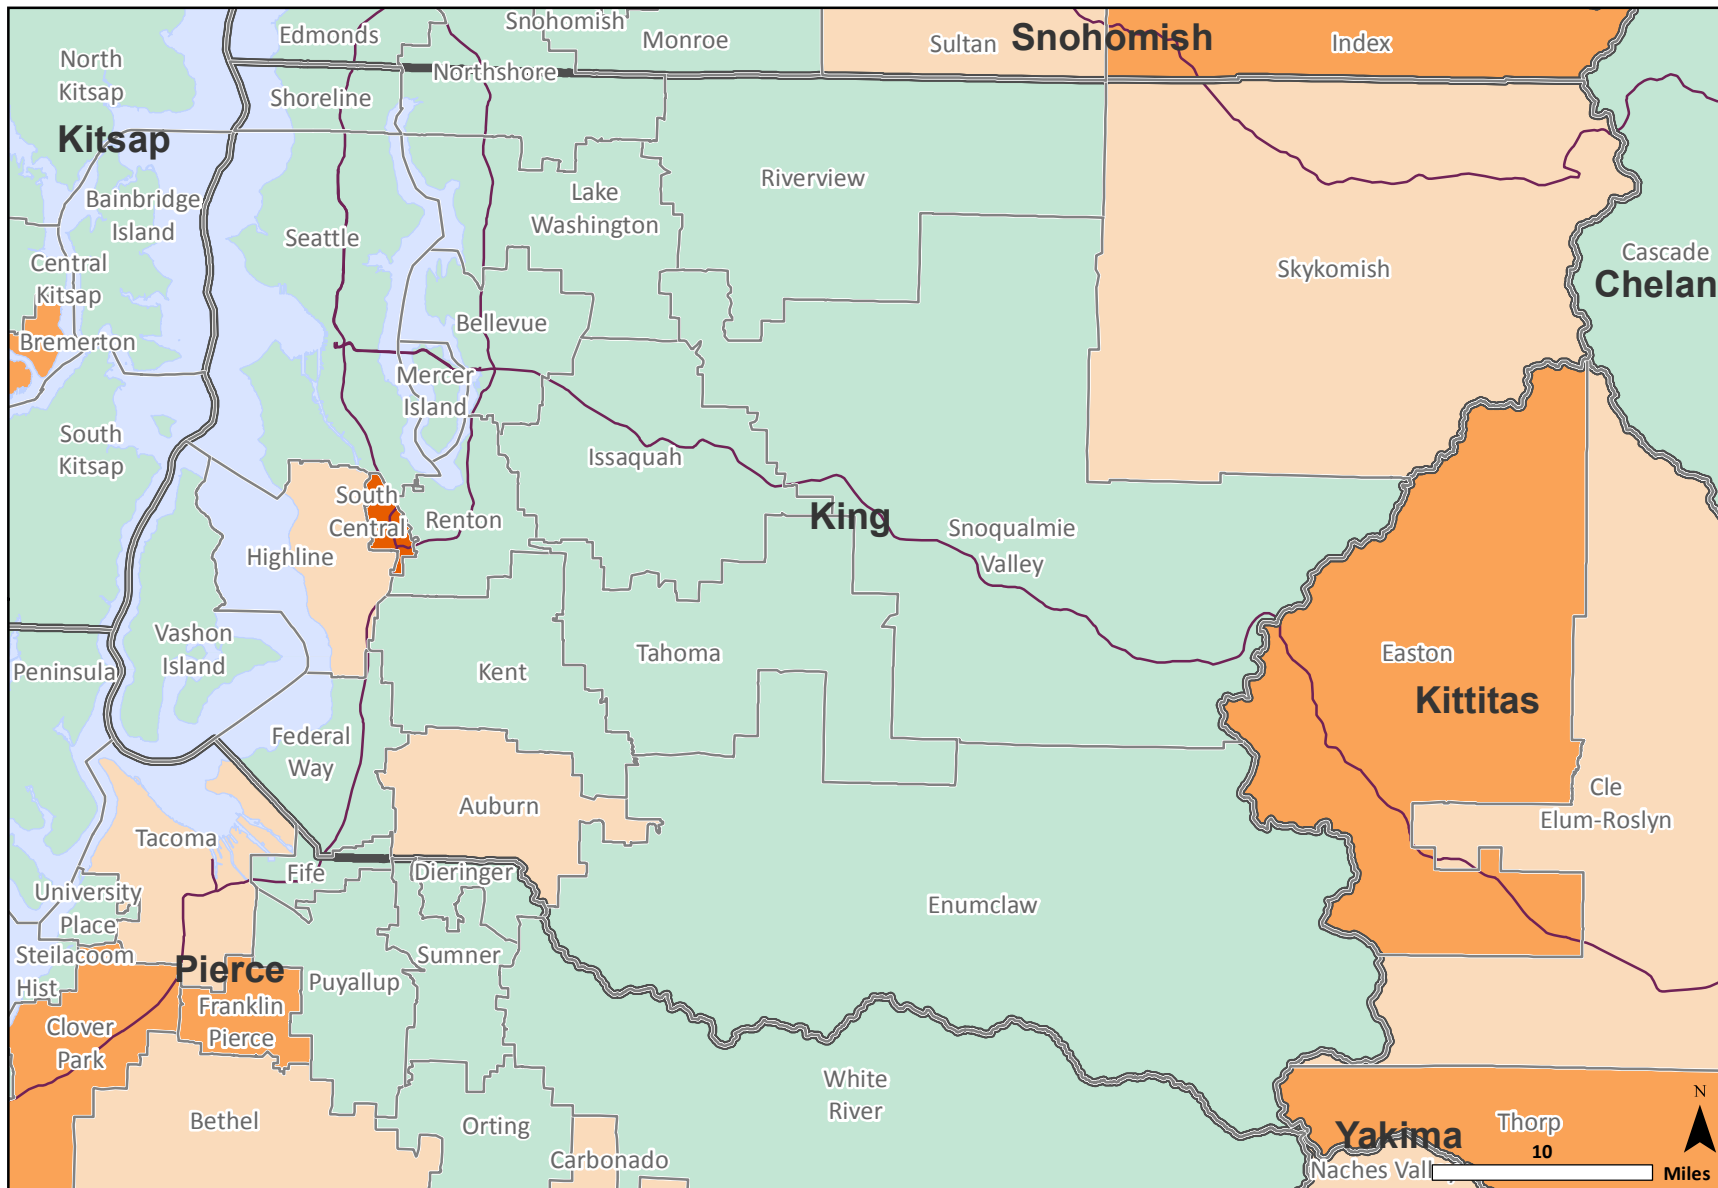 Snohomish
Edmonds
Monroe
Sultan
Snohomish
Index
North
Kitsap
Northshore
Shoreline
Kitsap
Riverview
Bainbridge
Island
Lake
Washington
Seattle
Cascade
Chelan
Central
Kitsap
Skykomish
Bellevue
Bremerton
Mercer
Island
South
Kitsap
Issaquah
South
Central
Renton
King
Snoqualmie
Valley
Highline
Vashon
Island
Peninsula
Kent
Tahoma
Easton
Kittitas
Federal
Way
Auburn
Cle
Elum-Roslyn
Tacoma
Fife
Dieringer
University
Place
Enumclaw
Steilacoom
Hist
Pierce
Puyallup
Sumner
Franklin
Pierce
Clover
Park
White
River
Bethel
Orting
Carbonado
Yakima
Thorp
Naches Vall
N
10
Miles